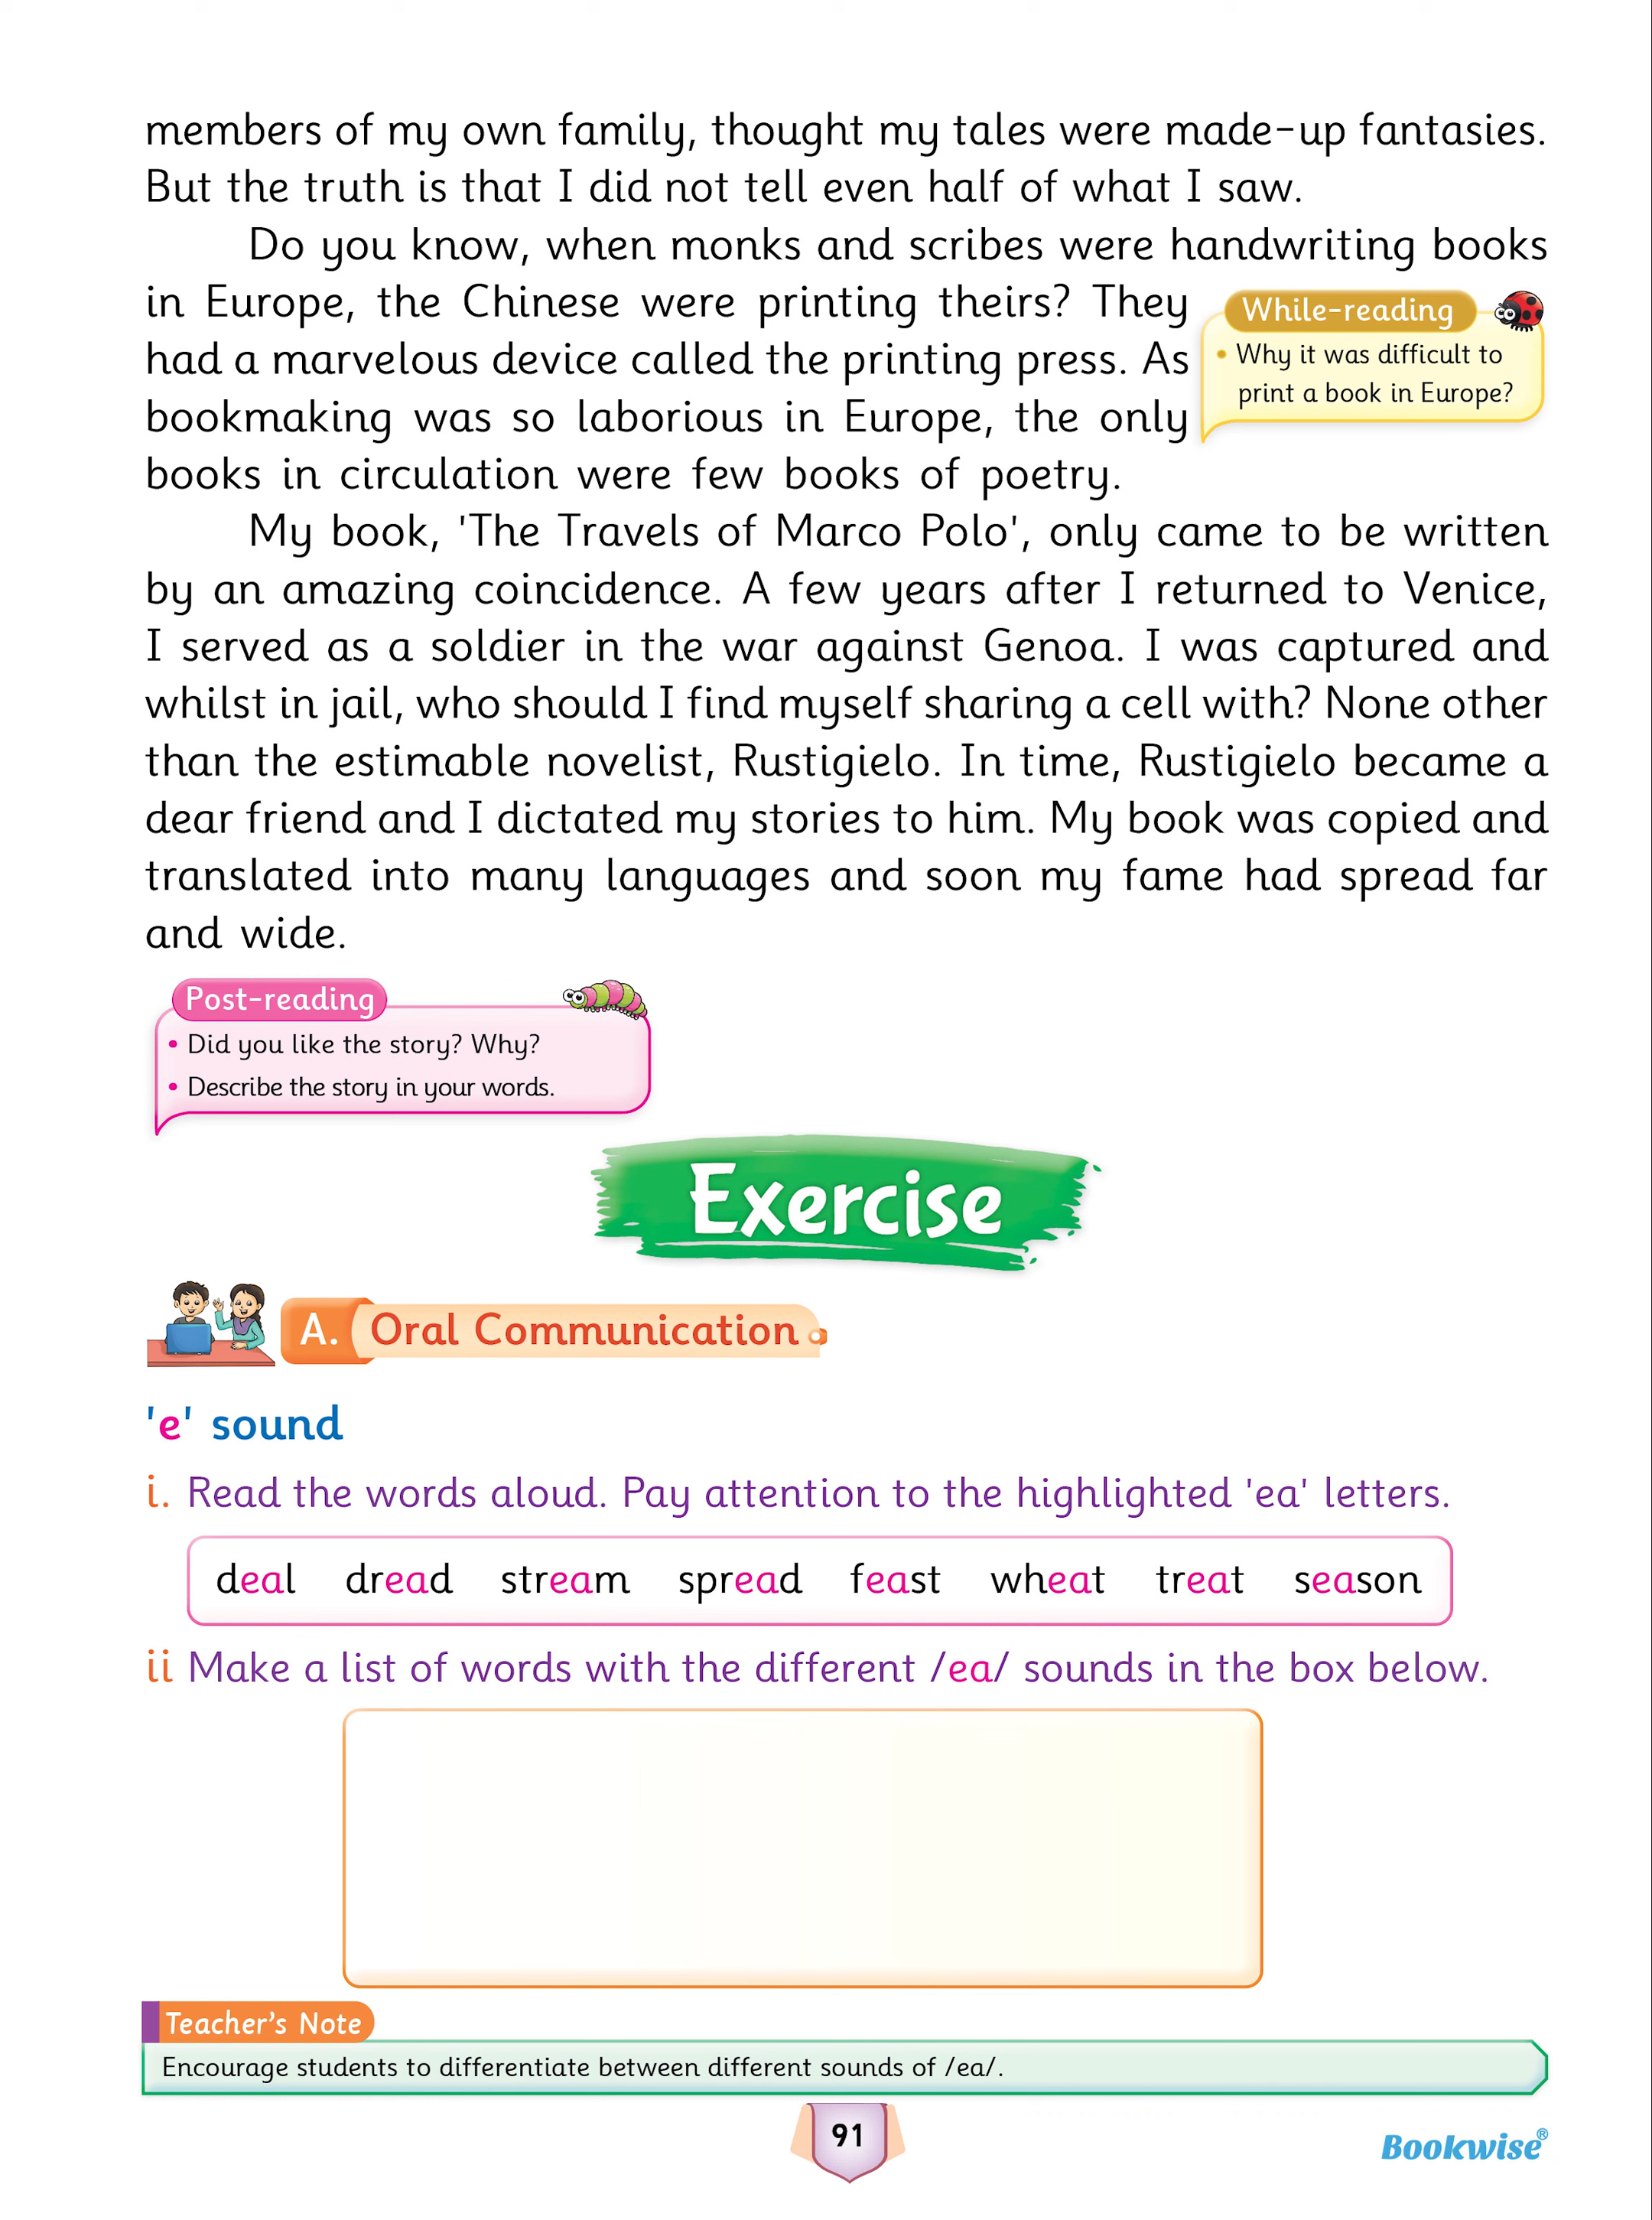 members of my own family, thought my tales were made-up fantasies.
But the truth is that I did not tell even half of what I saw.
Do you know, when monks and scribes were handwriting books
in Europe, the Chinese were printing theirs? They
had a marvelous device called the printing press. As
bookmaking was so laborious in Europe, the only
books in circulation were few books of poetry.
While-reading
• Why it was difficult to
print a book in Europe?
My book, 'The Travels of Marco Polo', only came to be written
by an amazing coincidence. A few years after I returned to Venice,
I served as a soldier in the war against Genoa. I was captured and
whilst in jail, who should I find myself sharing a cell with? None other
than the estimable novelist, Rustigielo. In time, Rustigielo became a
dear friend and I dictated my stories to him. My book was copied and
translated into many languages and soon my fame had spread far
and wide.
Post-reading
• Did you like the story? Why?
• Describe the story in your words.
Exercise
A. Oral Communication
'e' sound
i. Read the words aloud. Pay attention to the highlighted 'ea' letters.
deal dread stream spread feast wheat treat season
ii Make a list of words with the different /ea/ sounds in the box below.
Teacher's Note
Encourage students to differentiate between different sounds of /ea/.
91
Bookwise®